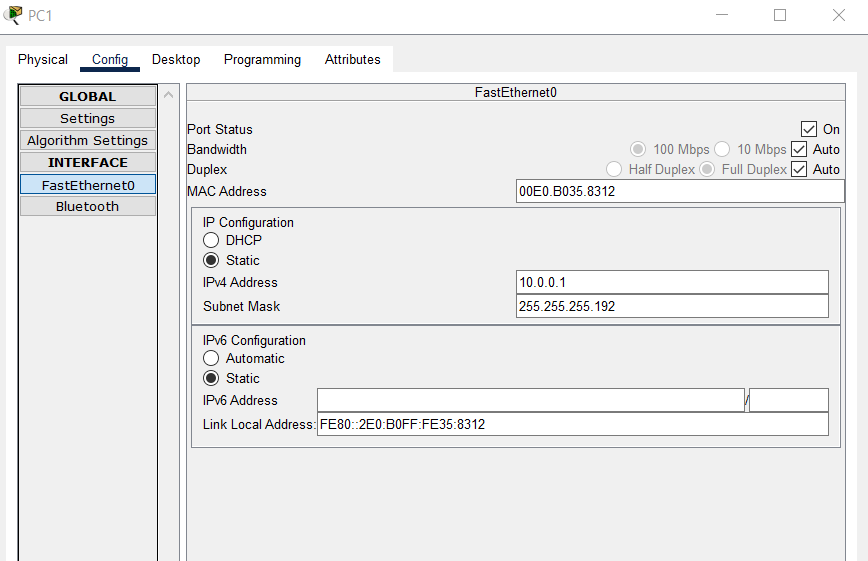 PC1
Physical Config Desktop Programming Attributes
GLOBAL
Settings
Algorithm Settings
INTERFACE
FastEthernet0
Bluetooth
FastEthernet0
Port Status On
Bandwidth 100 Mbps 10 Mbps Auto
Duplex Half Duplex Full Duplex Auto
MAC Address 00E0.B035.8312
IP Configuration
DHCP
Static
IPv4 Address 10.0.0.1
Subnet Mask 255.255.255.192
IPv6 Configuration
Automatic
Static
IPv6 Address /
Link Local Address: FE80::2E0:B0FF:FE35:8312